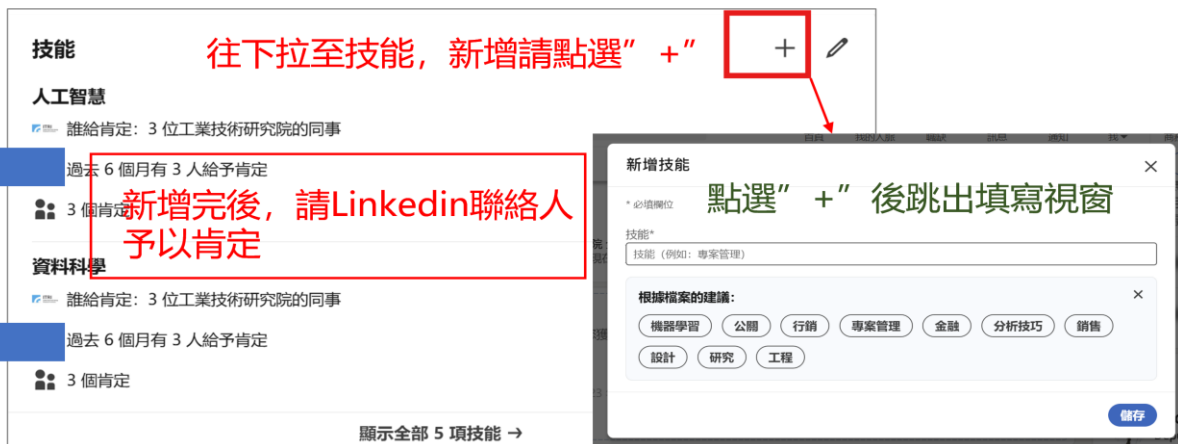 技能
往下拉至技能，新增請點選”+”
人工智慧
誰給肯定：3 位工業技術研究院的同事
過去 6 個月有 3 人給予肯定
3 個肯定
新增完後，請Linkedin聯絡人
予以肯定
資料科學
誰給肯定：3 位工業技術研究院的同事
過去 6 個月有 3 人給予肯定
3 個肯定
顯示全部 5 項技能 →
新增技能
點選”+”後跳出填寫視窗
* 必填欄位
技能*
技能（例如：專案管理）
根據檔案的建議：
機器學習 公關 行銷 專案管理 金融 分析技巧 銷售
設計 研究 工程
儲存